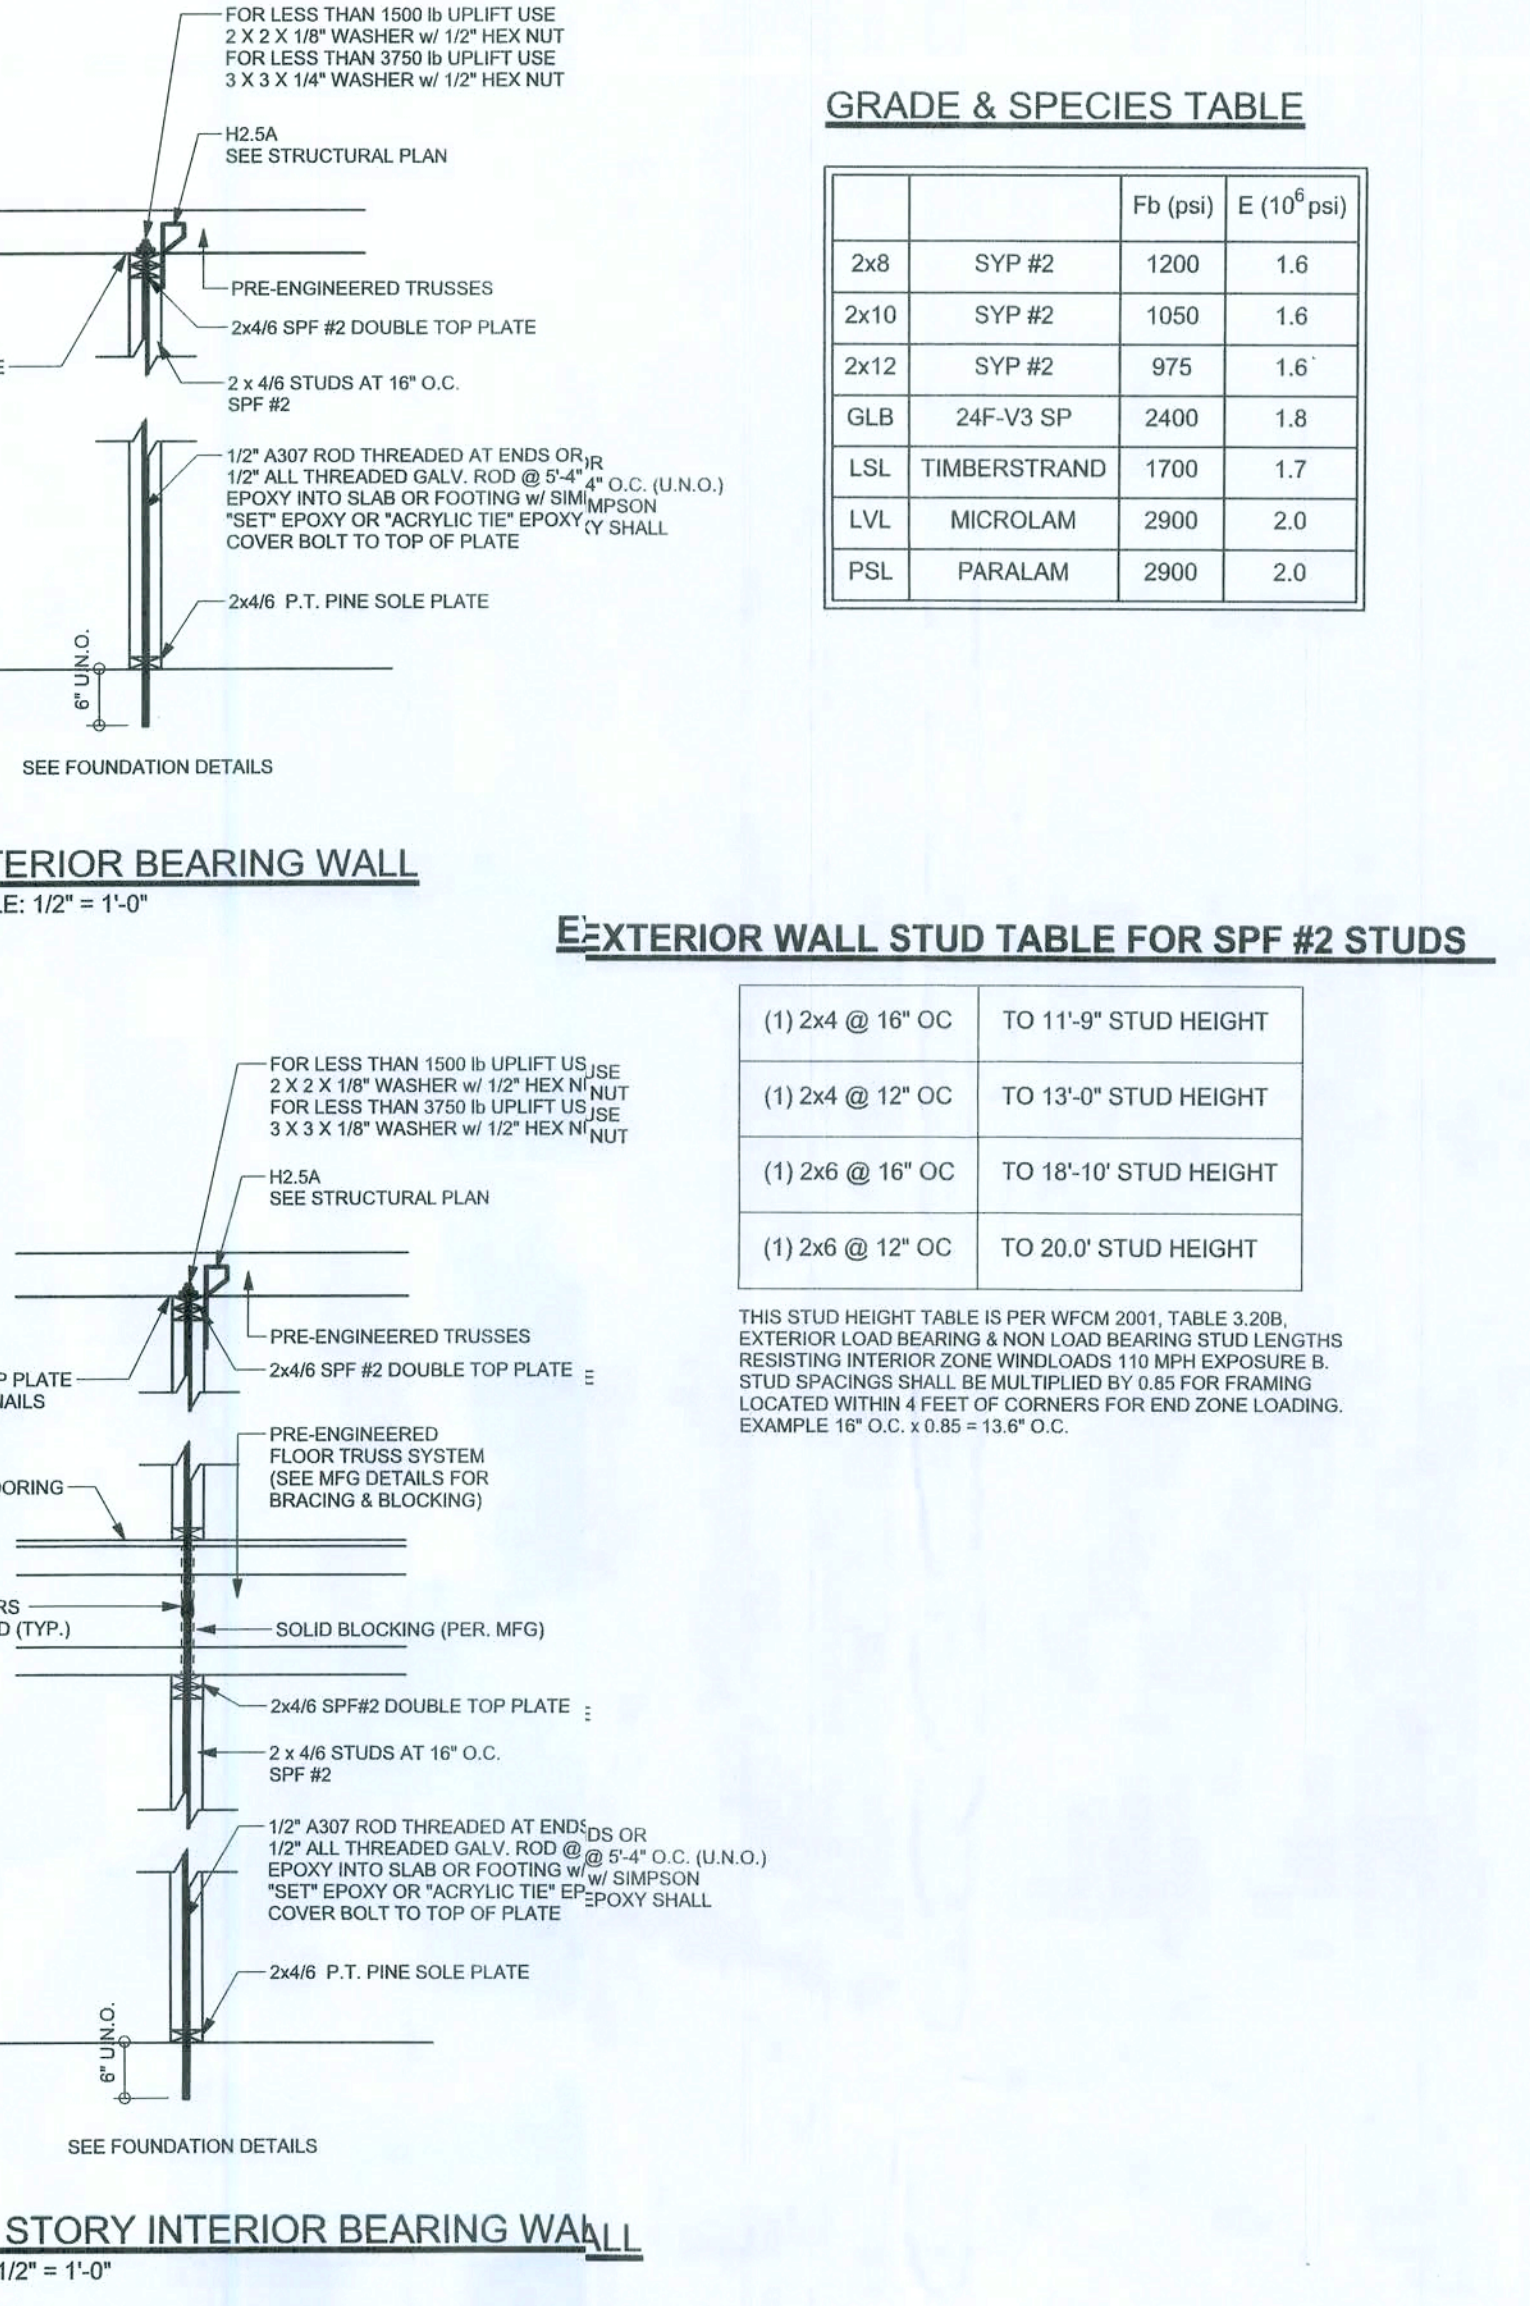 FOR LESS THAN 1500 lb UPLIFT USE
2 X 2 X 1/8" WASHER w/ 1/2" HEX NUT
FOR LESS THAN 3750 lb UPLIFT USE
3 X 3 X 1/4" WASHER w/ 1/2" HEX NUT
H2.5A
SEE STRUCTURAL PLAN
PRE-ENGINEERED TRUSSES
2x4/6 SPF #2 DOUBLE TOP PLATE
2 x 4/6 STUDS AT 16" O.C.
SPF #2
1/2" A307 ROD THREADED AT ENDS OR
1/2" ALL THREADED GALV. ROD @ 5'-4" O.C. (U.N.O.)
EPOXY INTO SLAB OR FOOTING w/ SIMPSON
"SET" EPOXY OR "ACRYLIC TIE" EPOXY SHALL
COVER BOLT TO TOP OF PLATE
2x4/6 P.T. PINE SOLE PLATE
6" U.N.O.
SEE FOUNDATION DETAILS
TERIOR BEARING WALL
LE: 1/2" = 1'-0"
GRADE & SPECIES TABLE
Fb (psi) E (10⁶ psi)
2x8 SYP #2 1200 1.6
2x10 SYP #2 1050 1.6
2x12 SYP #2 975 1.6
GLB 24F-V3 SP 2400 1.8
LSL TIMBERSTRAND 1700 1.7
LVL MICROLAM 2900 2.0
PSL PARALAM 2900 2.0
EXTERIOR WALL STUD TABLE FOR SPF #2 STUDS
(1) 2x4 @ 16" OC TO 11'-9" STUD HEIGHT
(1) 2x4 @ 12" OC TO 13'-0" STUD HEIGHT
(1) 2x6 @ 16" OC TO 18'-10' STUD HEIGHT
(1) 2x6 @ 12" OC TO 20.0' STUD HEIGHT
THIS STUD HEIGHT TABLE IS PER WFCM 2001, TABLE 3.20B,
EXTERIOR LOAD BEARING & NON LOAD BEARING STUD LENGTHS
RESISTING INTERIOR ZONE WINDLOADS 110 MPH EXPOSURE B.
STUD SPACINGS SHALL BE MULTIPLIED BY 0.85 FOR FRAMING
LOCATED WITHIN 4 FEET OF CORNERS FOR END ZONE LOADING.
EXAMPLE 16" O.C. x 0.85 = 13.6" O.C.
FOR LESS THAN 1500 lb UPLIFT USE
2 X 2 X 1/8" WASHER w/ 1/2" HEX NUT
FOR LESS THAN 3750 lb UPLIFT USE
3 X 3 X 1/8" WASHER w/ 1/2" HEX NUT
H2.5A
SEE STRUCTURAL PLAN
PRE-ENGINEERED TRUSSES
2x4/6 SPF #2 DOUBLE TOP PLATE
P PLATE
NAILS
PRE-ENGINEERED
FLOOR TRUSS SYSTEM
(SEE MFG DETAILS FOR
BRACING & BLOCKING)
OORING
RS
D (TYP.)
SOLID BLOCKING (PER. MFG)
2x4/6 SPF#2 DOUBLE TOP PLATE
2 x 4/6 STUDS AT 16" O.C.
SPF #2
1/2" A307 ROD THREADED AT ENDS OR
1/2" ALL THREADED GALV. ROD @ 5'-4" O.C. (U.N.O.)
EPOXY INTO SLAB OR FOOTING w/ SIMPSON
"SET" EPOXY OR "ACRYLIC TIE" EPOXY SHALL
COVER BOLT TO TOP OF PLATE
2x4/6 P.T. PINE SOLE PLATE
6" U.N.O.
SEE FOUNDATION DETAILS
STORY INTERIOR BEARING WALL
1/2" = 1'-0"